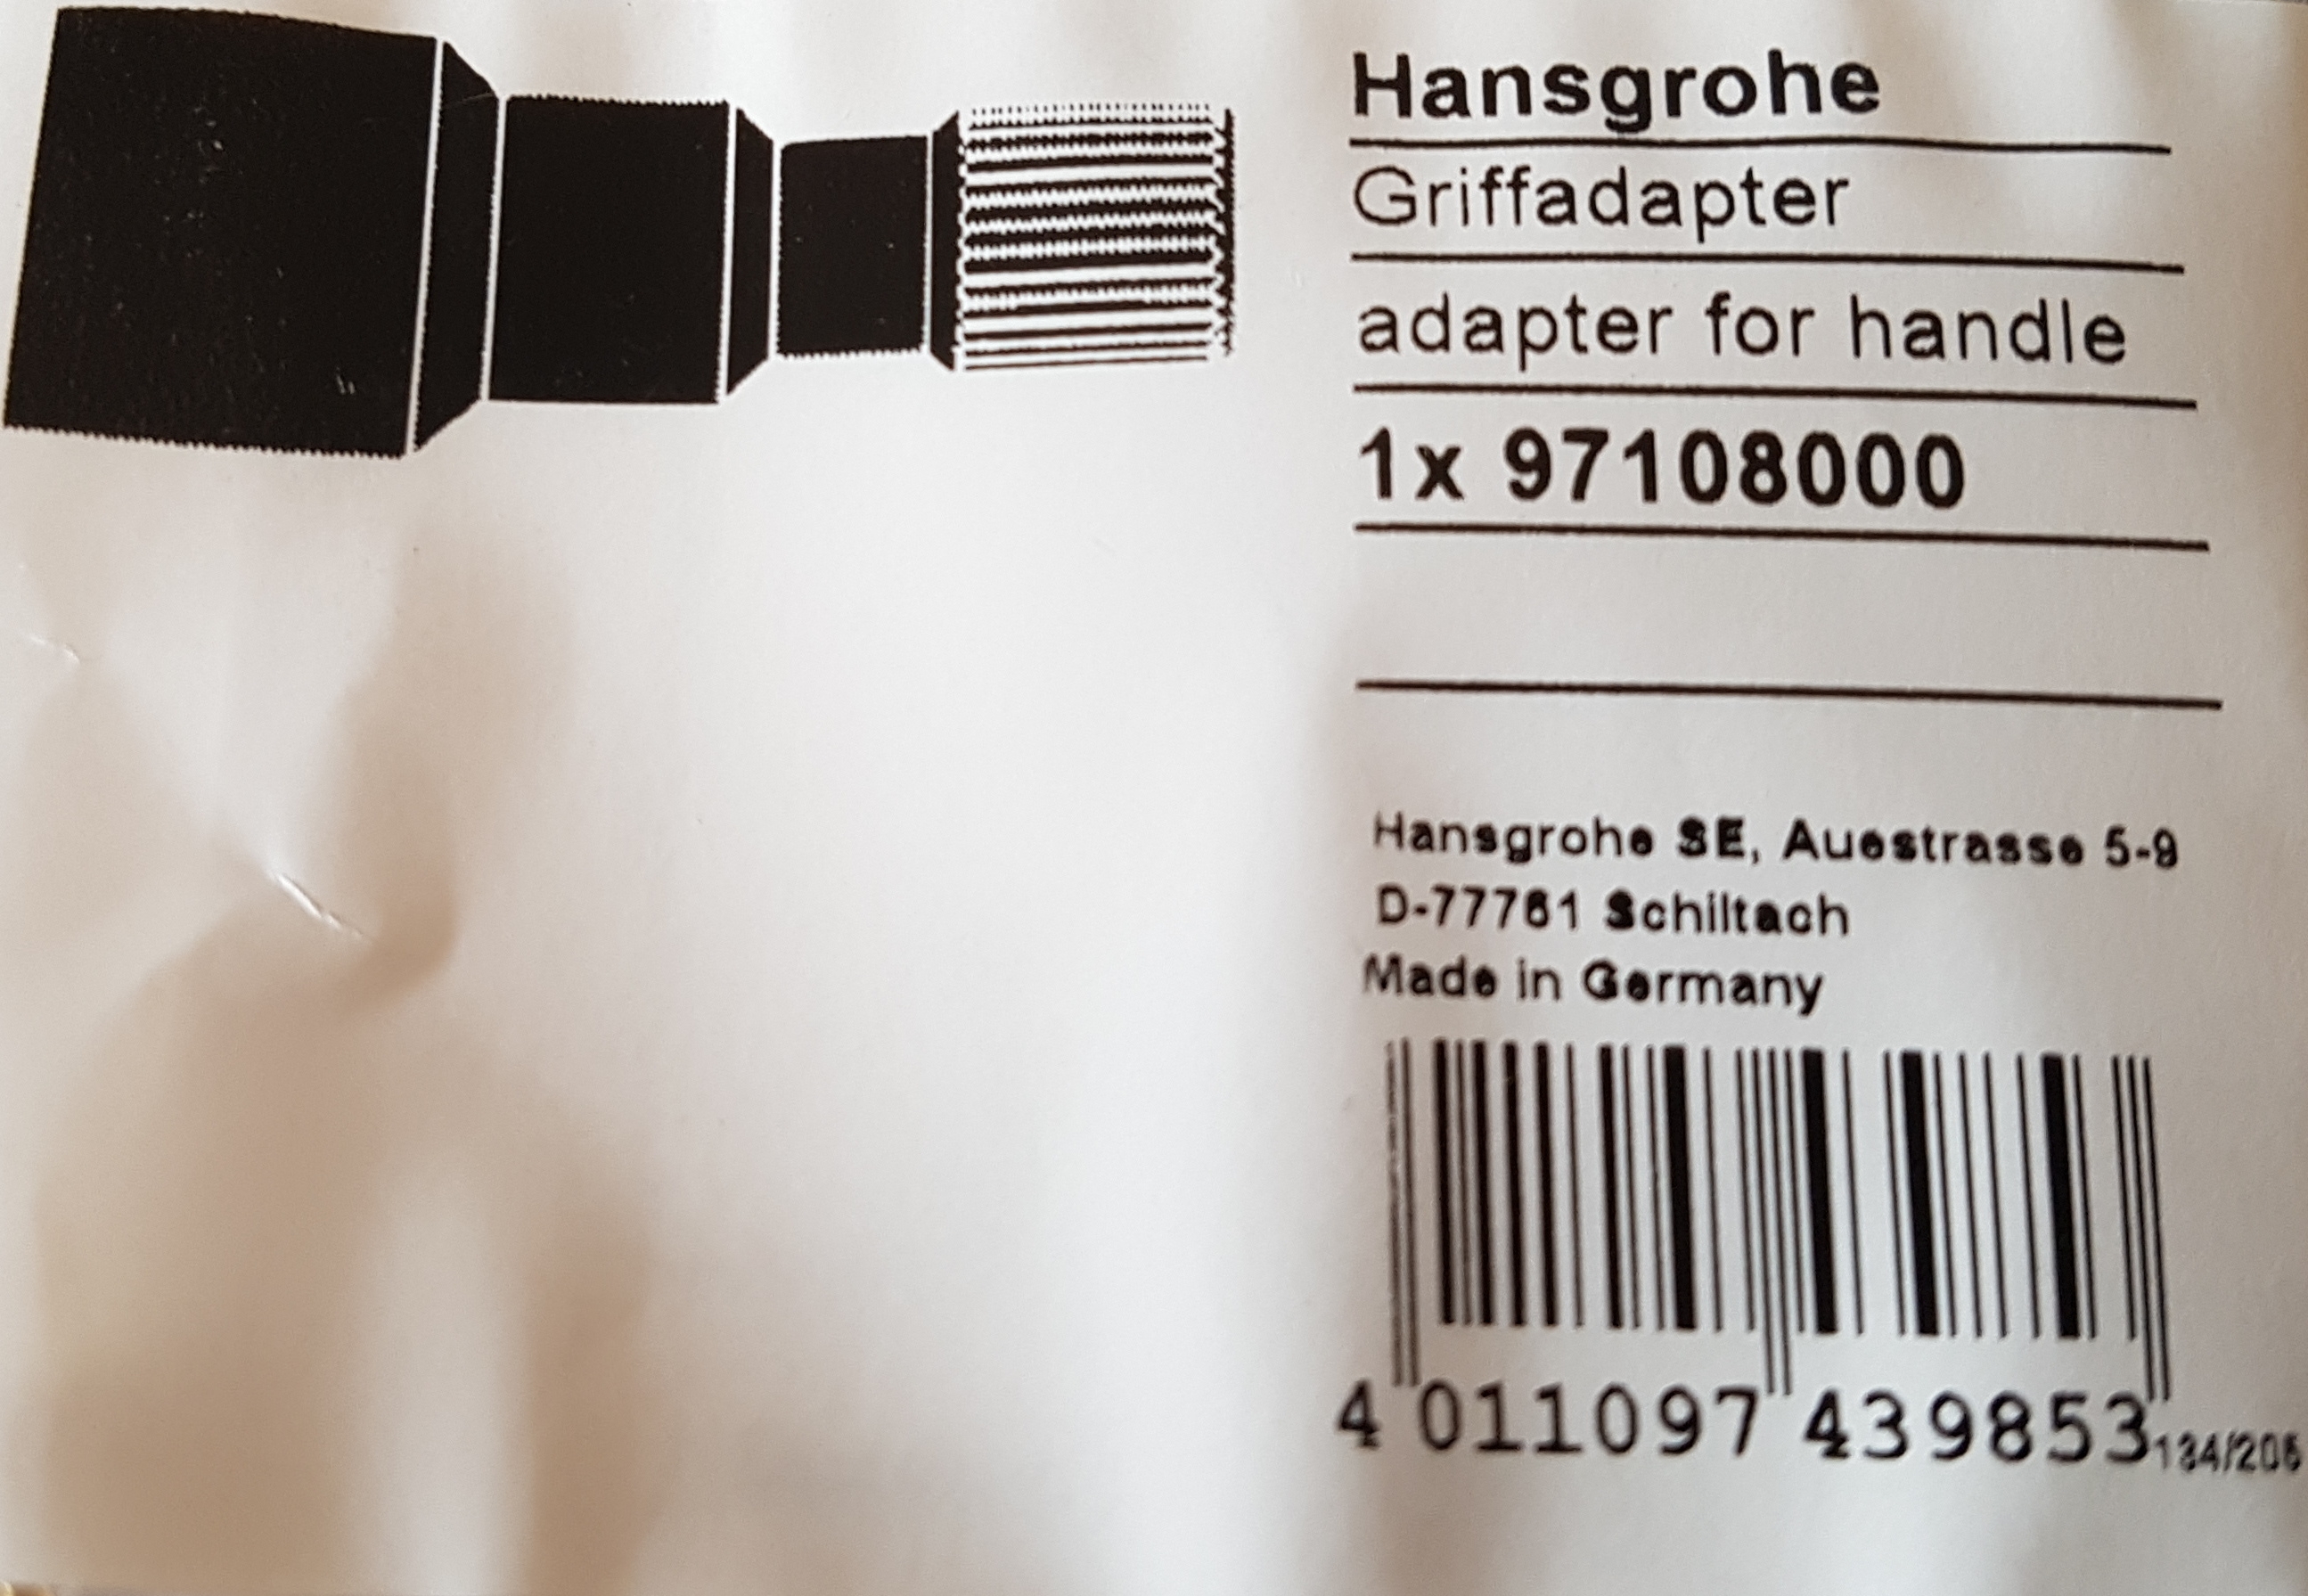 Hansgrohe
Griffadapter
adapter for handle
1x 97108000
Hansgrohe SE, Auestrasse 5-9
D-77761 Schiltach
Made in Germany
4 011097 439853 134/206